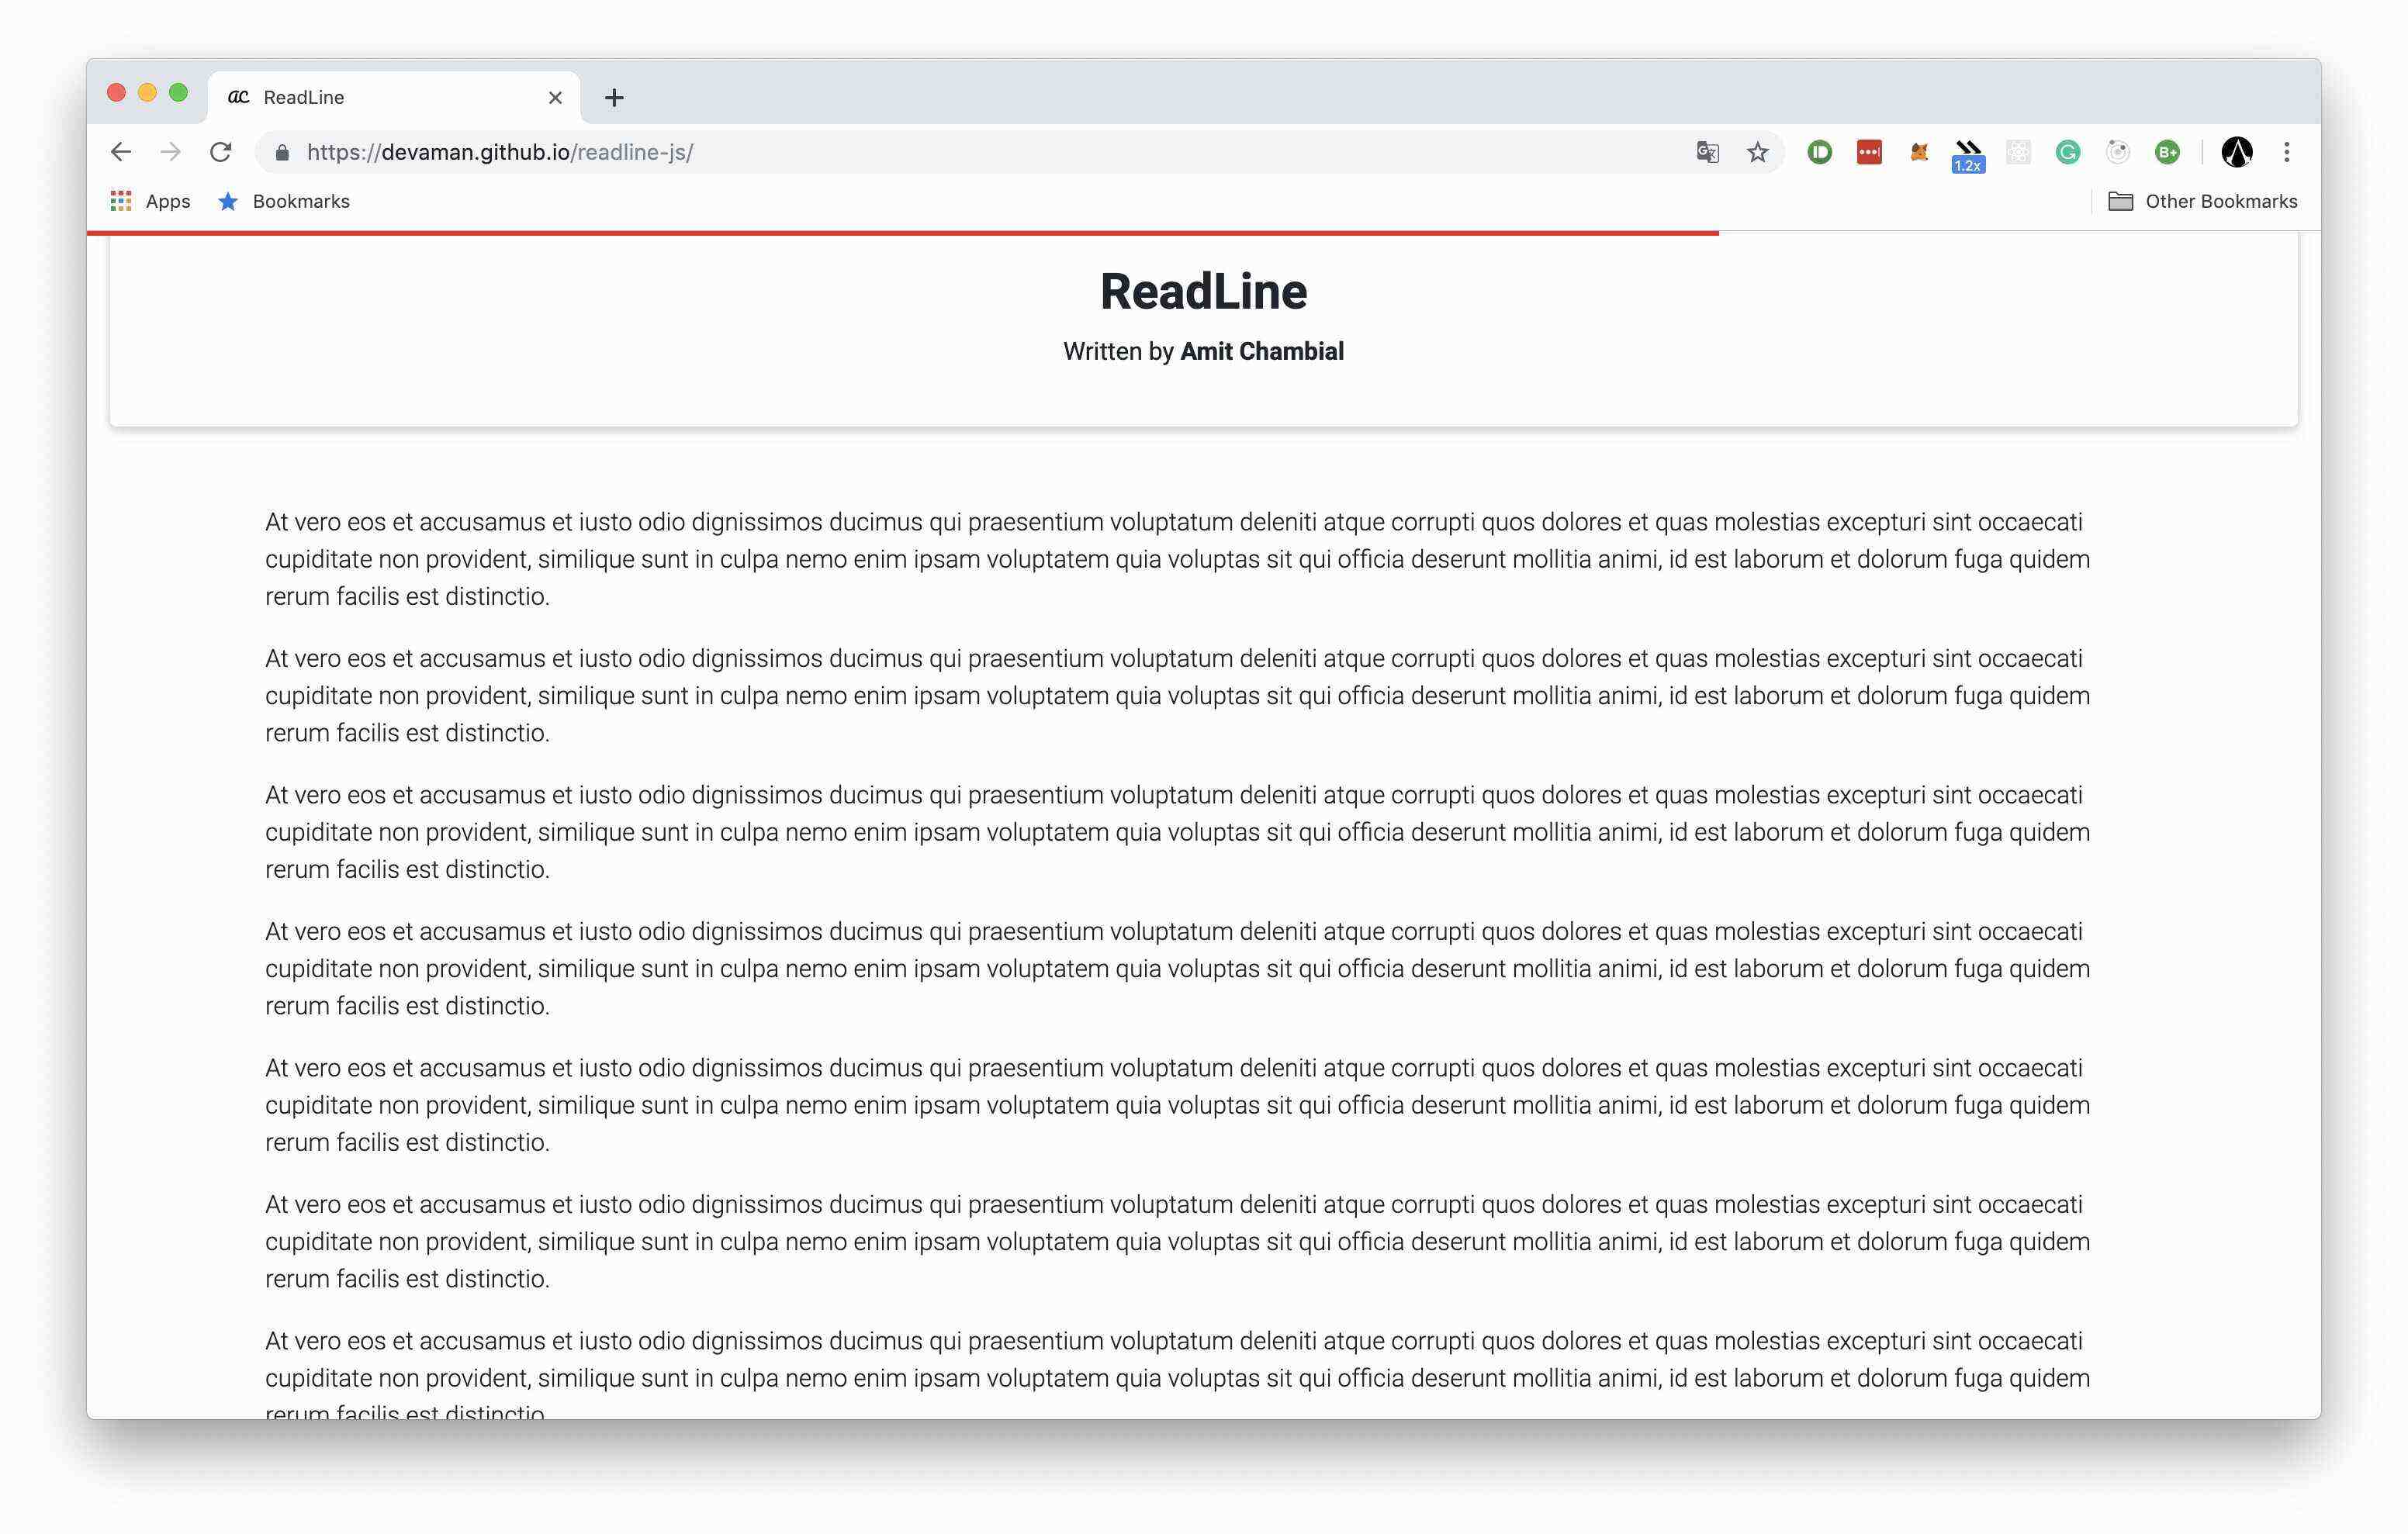 ac ReadLine
https://devaman.github.io/readline-js/
1.2x
B+
Apps Bookmarks Other Bookmarks
ReadLine
Written by Amit Chambial
At vero eos et accusamus et iusto odio dignissimos ducimus qui praesentium voluptatum deleniti atque corrupti quos dolores et quas molestias excepturi sint occaecati
cupiditate non provident, similique sunt in culpa nemo enim ipsam voluptatem quia voluptas sit qui officia deserunt mollitia animi, id est laborum et dolorum fuga quidem
rerum facilis est distinctio.
At vero eos et accusamus et iusto odio dignissimos ducimus qui praesentium voluptatum deleniti atque corrupti quos dolores et quas molestias excepturi sint occaecati
cupiditate non provident, similique sunt in culpa nemo enim ipsam voluptatem quia voluptas sit qui officia deserunt mollitia animi, id est laborum et dolorum fuga quidem
rerum facilis est distinctio.
At vero eos et accusamus et iusto odio dignissimos ducimus qui praesentium voluptatum deleniti atque corrupti quos dolores et quas molestias excepturi sint occaecati
cupiditate non provident, similique sunt in culpa nemo enim ipsam voluptatem quia voluptas sit qui officia deserunt mollitia animi, id est laborum et dolorum fuga quidem
rerum facilis est distinctio.
At vero eos et accusamus et iusto odio dignissimos ducimus qui praesentium voluptatum deleniti atque corrupti quos dolores et quas molestias excepturi sint occaecati
cupiditate non provident, similique sunt in culpa nemo enim ipsam voluptatem quia voluptas sit qui officia deserunt mollitia animi, id est laborum et dolorum fuga quidem
rerum facilis est distinctio.
At vero eos et accusamus et iusto odio dignissimos ducimus qui praesentium voluptatum deleniti atque corrupti quos dolores et quas molestias excepturi sint occaecati
cupiditate non provident, similique sunt in culpa nemo enim ipsam voluptatem quia voluptas sit qui officia deserunt mollitia animi, id est laborum et dolorum fuga quidem
rerum facilis est distinctio.
At vero eos et accusamus et iusto odio dignissimos ducimus qui praesentium voluptatum deleniti atque corrupti quos dolores et quas molestias excepturi sint occaecati
cupiditate non provident, similique sunt in culpa nemo enim ipsam voluptatem quia voluptas sit qui officia deserunt mollitia animi, id est laborum et dolorum fuga quidem
rerum facilis est distinctio.
At vero eos et accusamus et iusto odio dignissimos ducimus qui praesentium voluptatum deleniti atque corrupti quos dolores et quas molestias excepturi sint occaecati
cupiditate non provident, similique sunt in culpa nemo enim ipsam voluptatem quia voluptas sit qui officia deserunt mollitia animi, id est laborum et dolorum fuga quidem
rerum facilis est distinctio